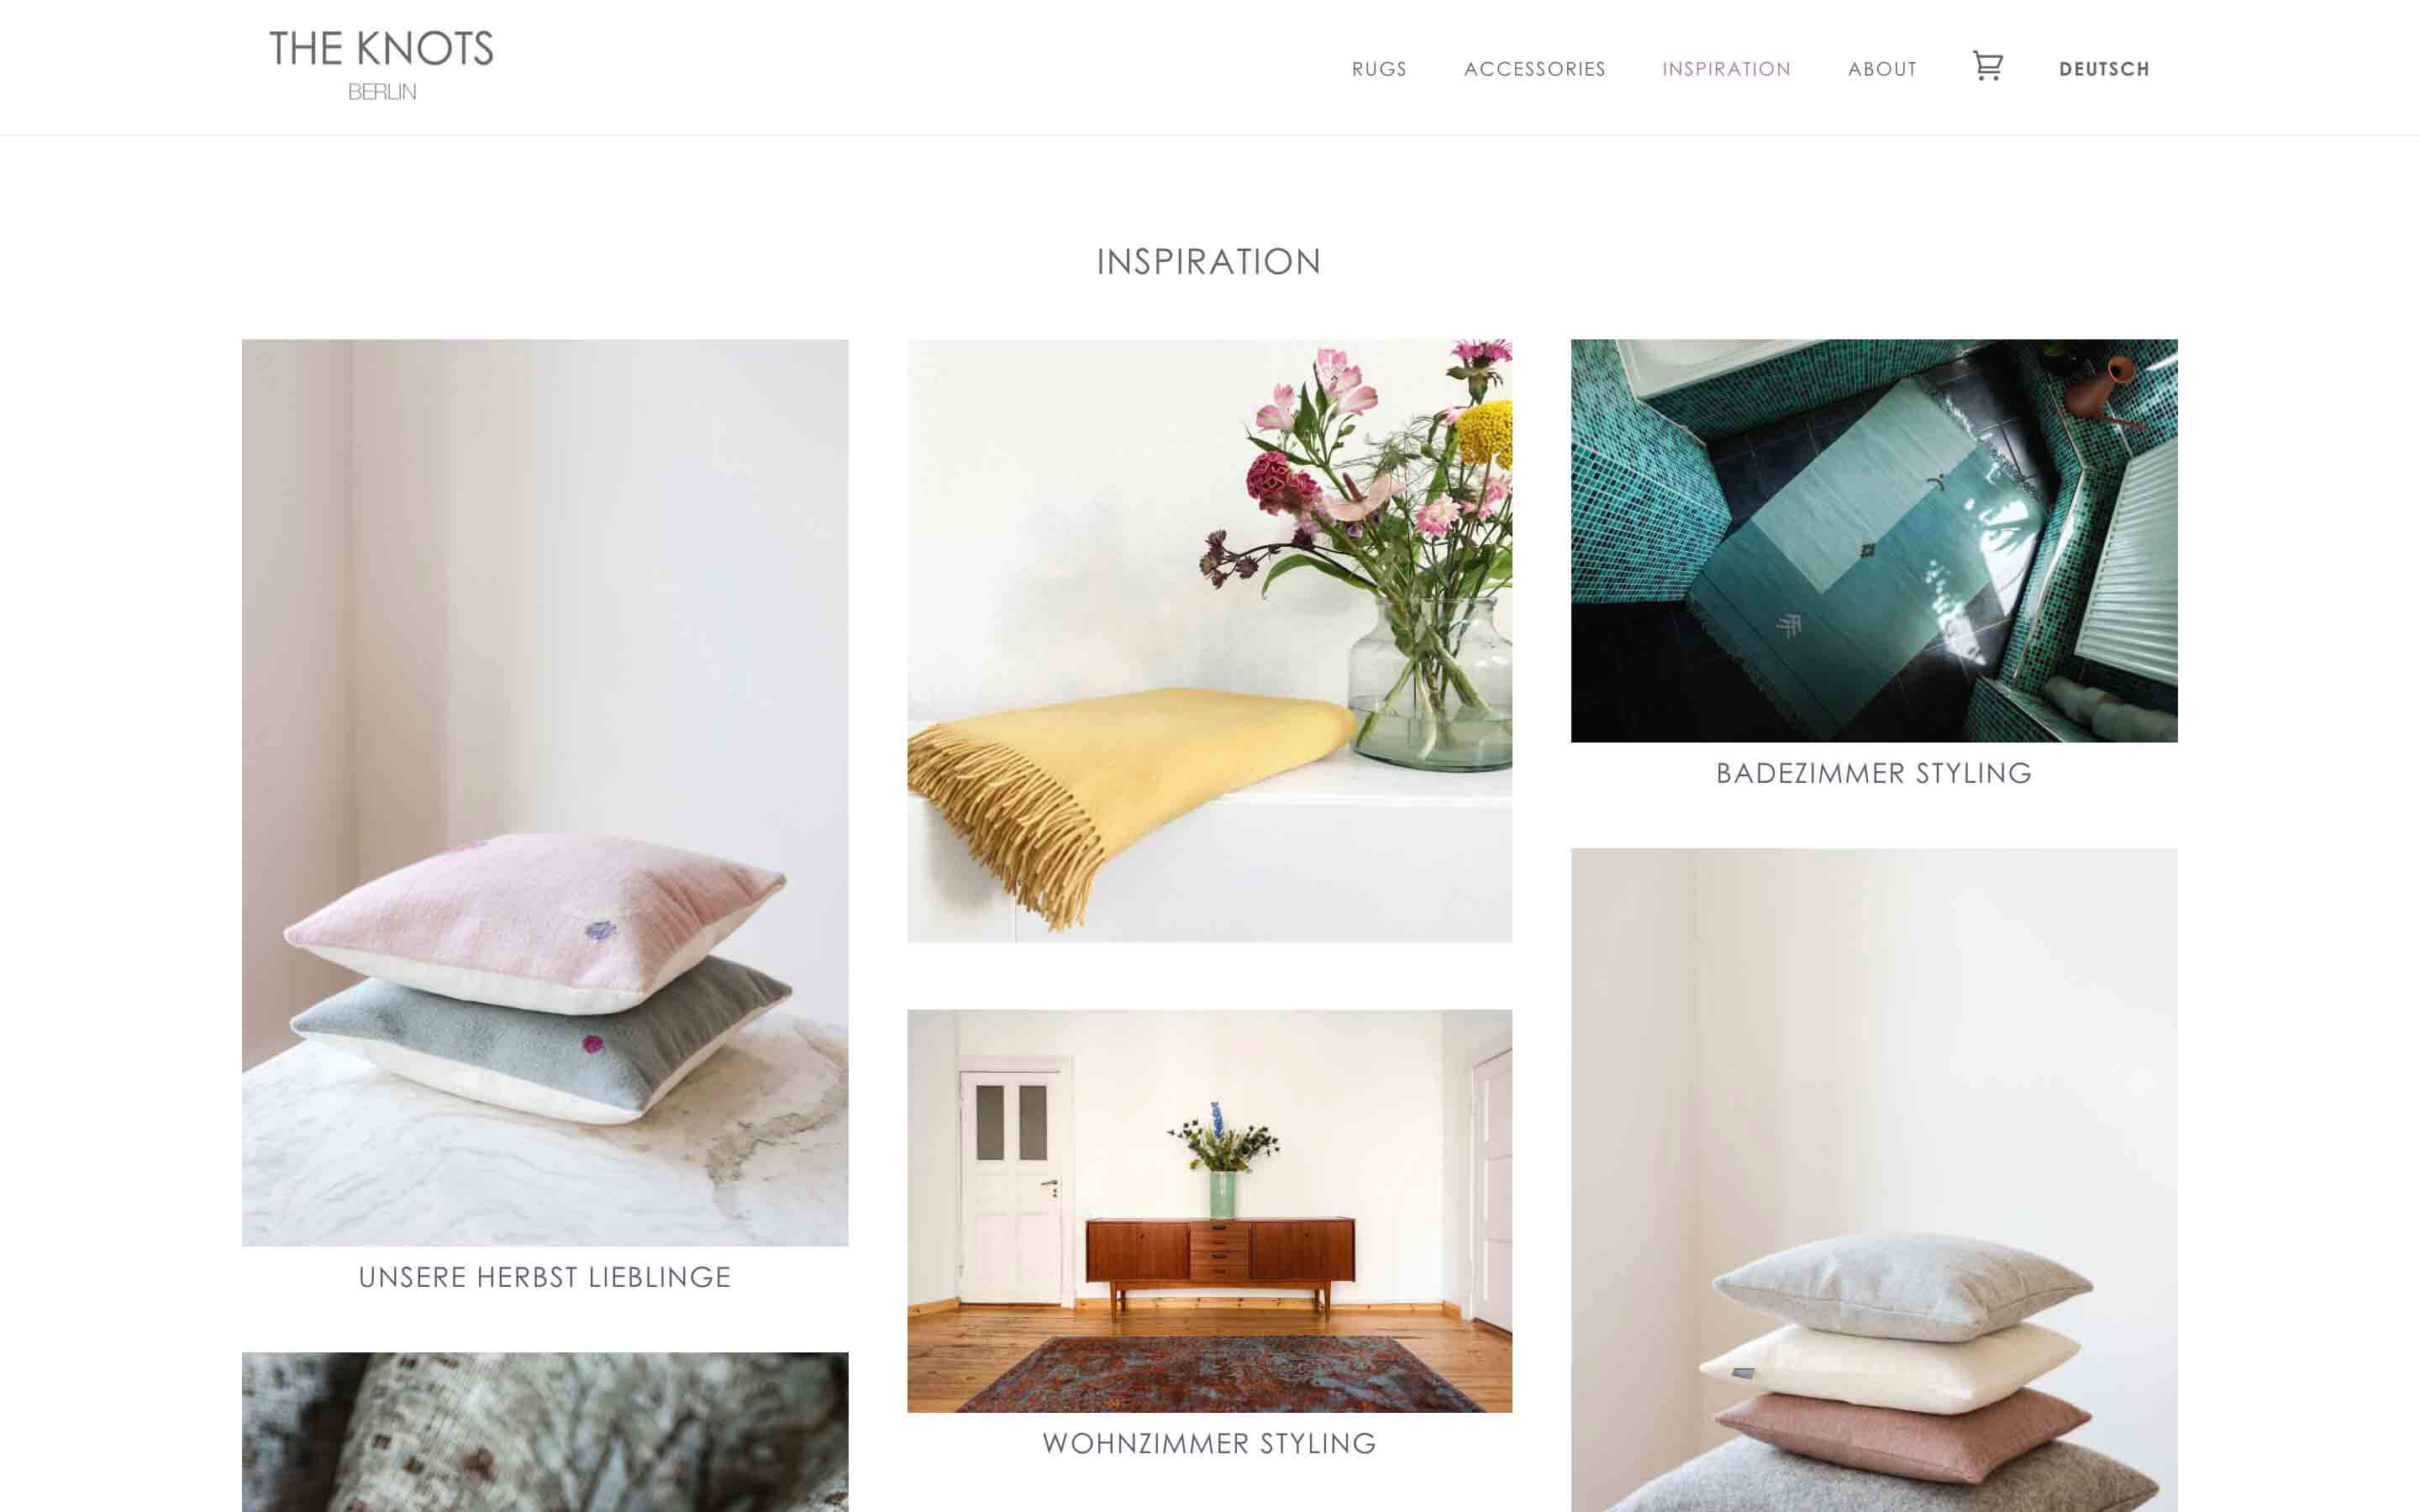 THE KNOTS
BERLIN
RUGS
ACCESSORIES
INSPIRATION
ABOUT
DEUTSCH
INSPIRATION
UNSERE HERBST LIEBLINGE
WOHNZIMMER STYLING
BADEZIMMER STYLING